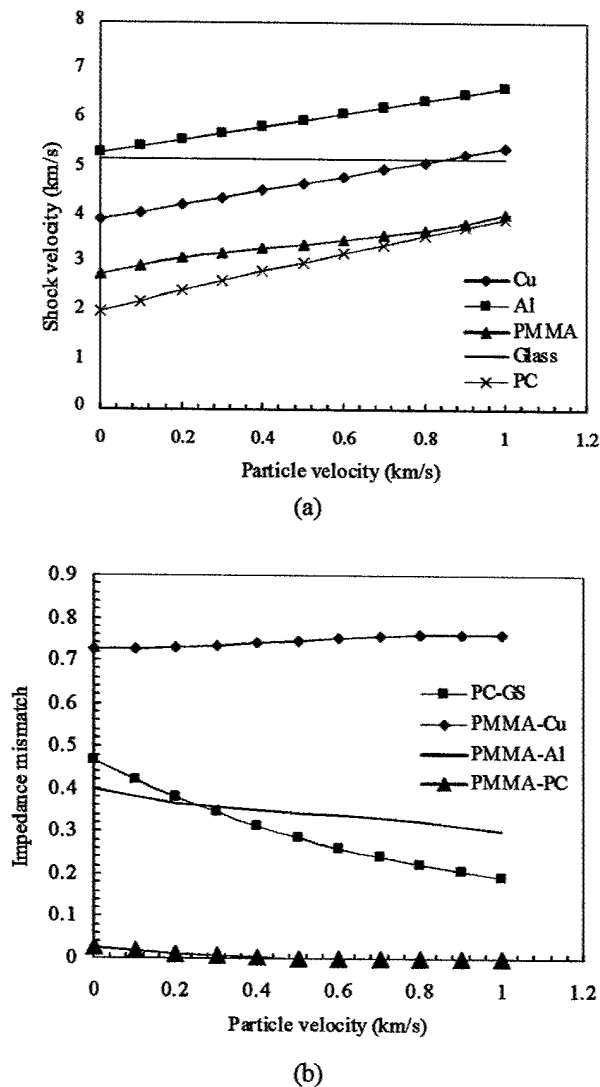 8
7
6
5
4
3
2
1
0
Shock velocity (km/s)
Cu
Al
PMMA
Glass
PC
0 0.2 0.4 0.6 0.8 1 1.2
Particle velocity (km/s)
(a)
0.9
0.8
0.7
0.6
0.5
0.4
0.3
0.2
0.1
0
Impedance mismatch
PC-GS
PMMA-Cu
PMMA-Al
PMMA-PC
0 0.2 0.4 0.6 0.8 1 1.2
Particle velocity (km/s)
(b)